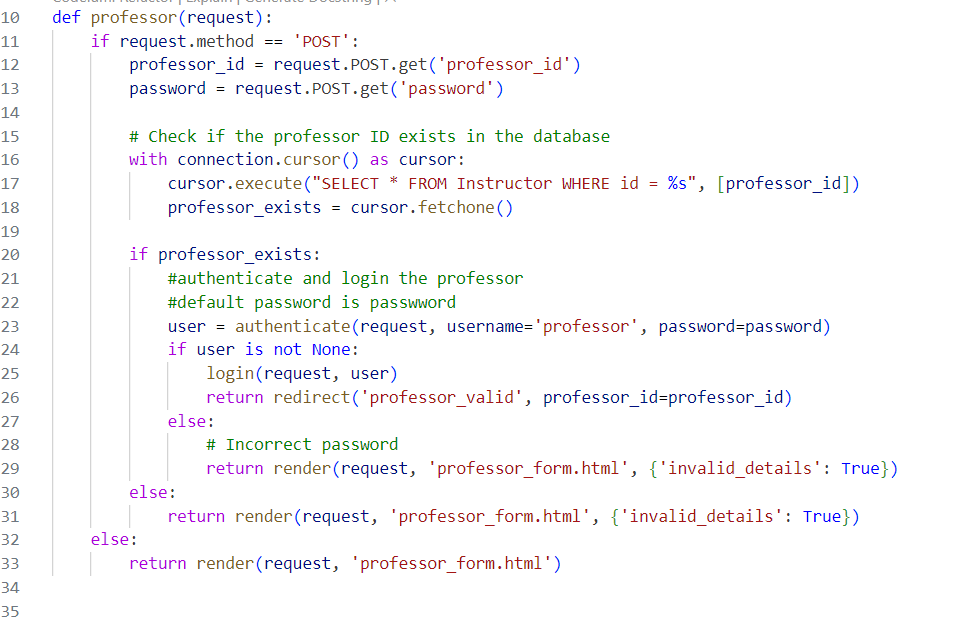 Codeium: Refactor | Explain | Generate Docstring | X
10 def professor(request):
11 if request.method == 'POST':
12 professor_id = request.POST.get('professor_id')
13 password = request.POST.get('password')
14
15 # Check if the professor ID exists in the database
16 with connection.cursor() as cursor:
17 cursor.execute("SELECT * FROM Instructor WHERE id = %s", [professor_id])
18 professor_exists = cursor.fetchone()
19
20 if professor_exists:
21 #authenticate and login the professor
22 #default password is passwword
23 user = authenticate(request, username='professor', password=password)
24 if user is not None:
25 login(request, user)
26 return redirect('professor_valid', professor_id=professor_id)
27 else:
28 # Incorrect password
29 return render(request, 'professor_form.html', {'invalid_details': True})
30 else:
31 return render(request, 'professor_form.html', {'invalid_details': True})
32 else:
33 return render(request, 'professor_form.html')
34
35